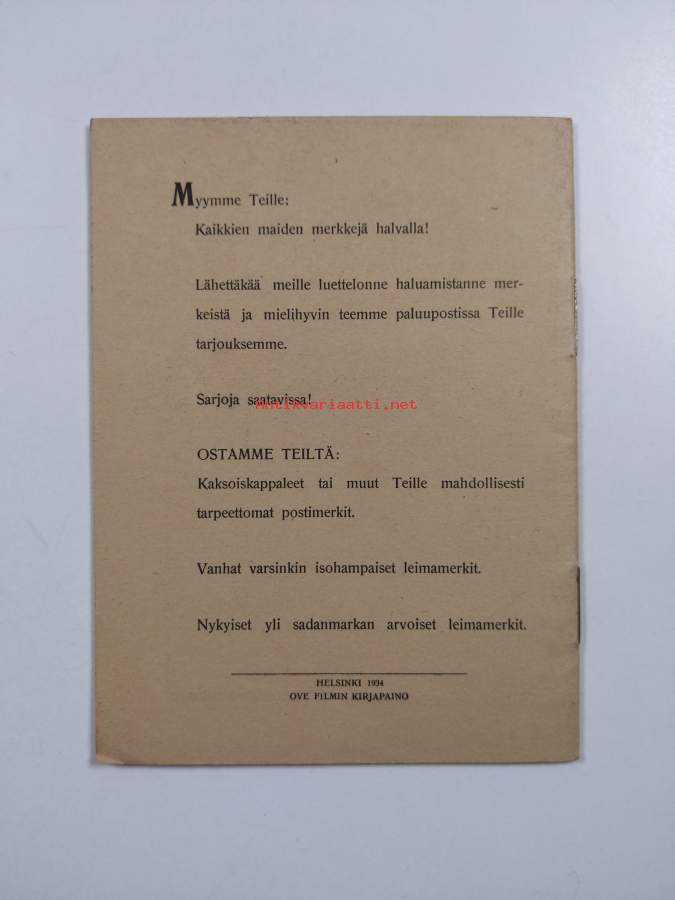 Myymme Teille:
Kaikkien maiden merkkejä halvalla!
Lähettäkää meille luettelonne haluamistanne mer-
keistä ja mielihyvin teemme paluupostissa Teille
tarjouksemme.
Sarjoja saatavissa!
Antikvariaatti.net
OSTAMME TEILTÄ:
Kaksoiskappaleet tai muut Teille mahdollisesti
tarpeettomat postimerkit.
Vanhat varsinkin isohampaiset leimamerkit.
Nykyiset yli sadanmarkan arvoiset leimamerkit.
HELSINKI 1934
OVE FILMIN KIRJAPAINO